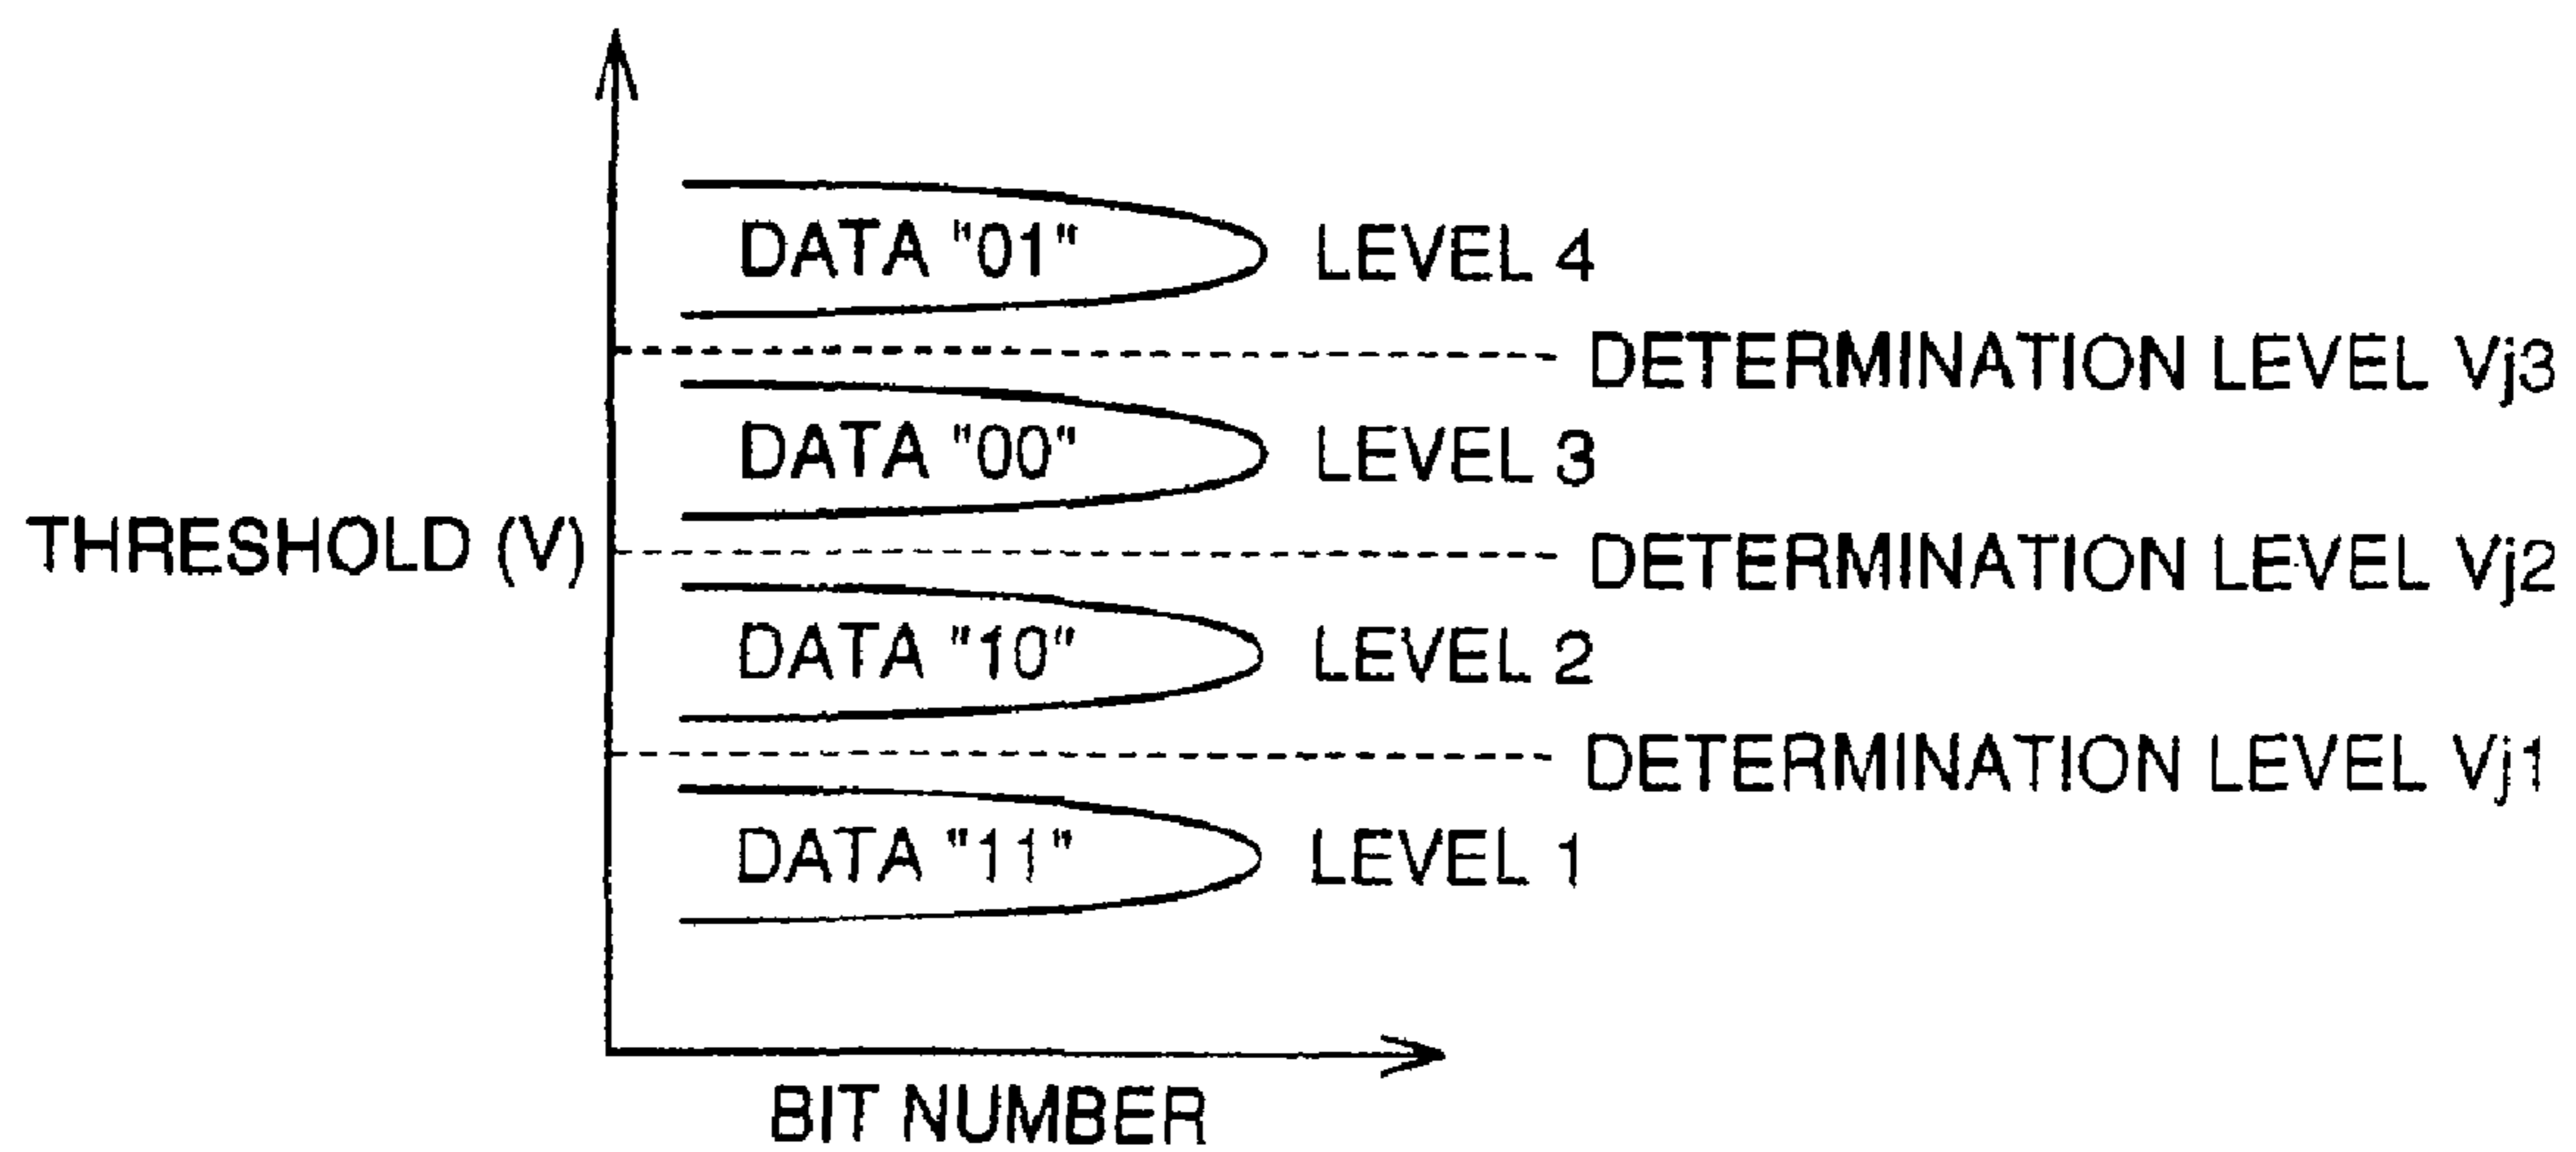 DATA "01" LEVEL 4
DETERMINATION LEVEL Vj3
DATA "00" LEVEL 3
THRESHOLD (V)
DETERMINATION LEVEL Vj2
DATA "10" LEVEL 2
DETERMINATION LEVEL Vj1
DATA "11" LEVEL 1
BIT NUMBER